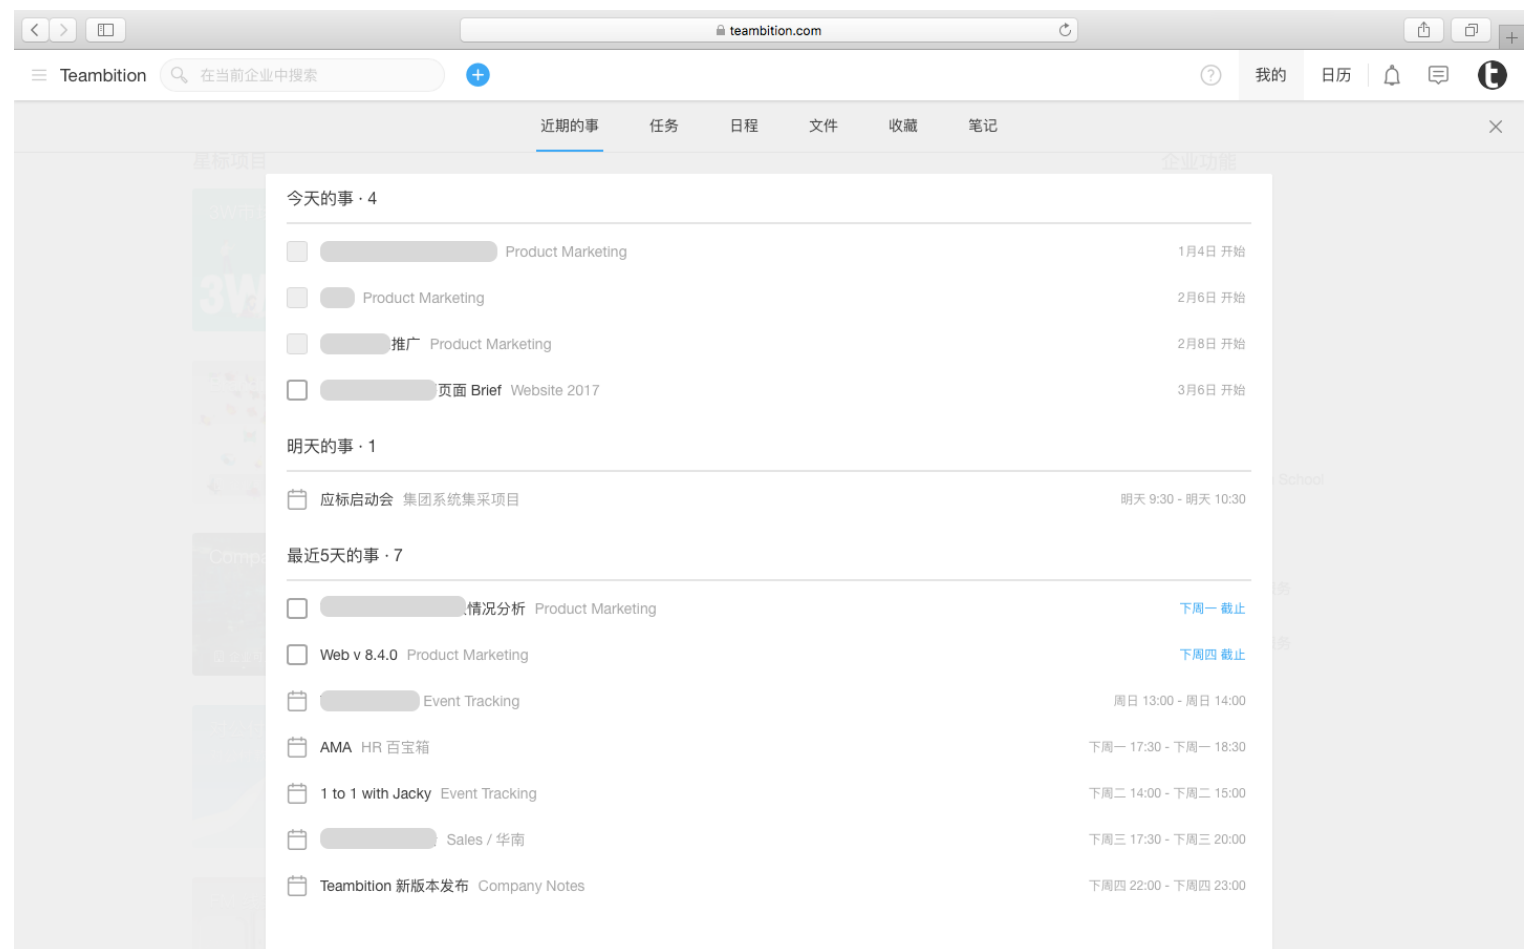 teambition.com
Teambition 在当前企业中搜索 我的 日历
近期的事 任务 日程 文件 收藏 笔记
星标项目 企业功能
今天的事 · 4
Product Marketing 1月4日 开始
Product Marketing 2月6日 开始
推广 Product Marketing 2月8日 开始
页面 Brief Website 2017 3月6日 开始
明天的事 · 1
School
应标启动会 集团系统集采项目 明天 9:30 - 明天 10:30
最近5天的事 · 7
情况分析 Product Marketing 下周一 截止
Web v 8.4.0 Product Marketing 下周四 截止
Event Tracking 周日 13:00 - 周日 14:00
AMA HR 百宝箱 下周一 17:30 - 下周一 18:30
1 to 1 with Jacky Event Tracking 下周二 14:00 - 下周二 15:00
Sales / 华南 下周三 17:30 - 下周三 20:00
Teambition 新版本发布 Company Notes 下周四 22:00 - 下周四 23:00